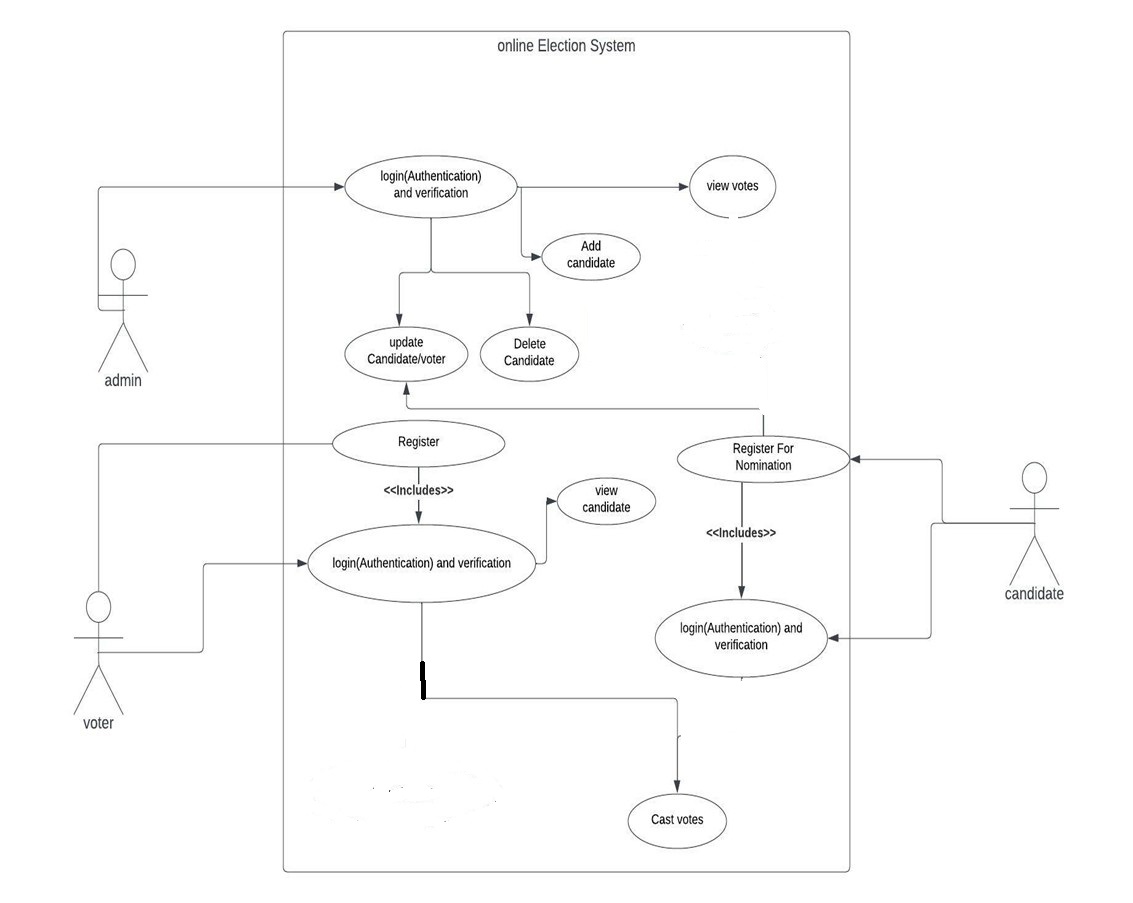 online Election System
login(Authentication)
and verification
view votes
Add
candidate
admin
update
Candidate/voter
Delete
Candidate
Register
<<Includes>>
view
candidate
Register For
Nomination
<<Includes>>
candidate
login(Authentication) and verification
login(Authentication) and
verification
voter
Cast votes